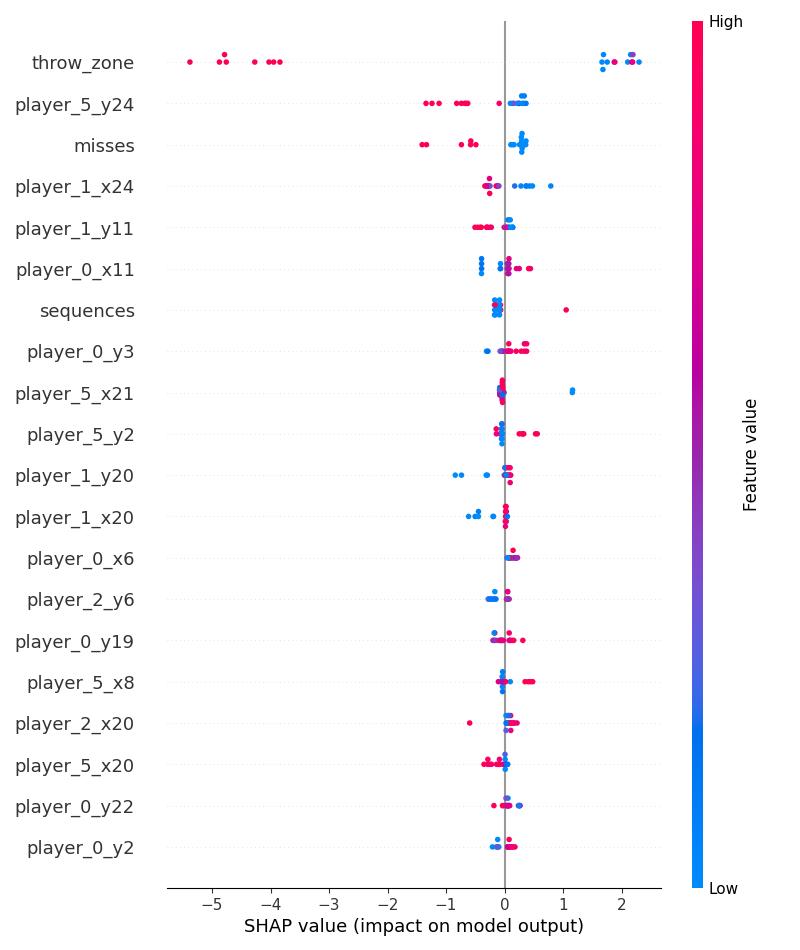 High
throw_zone
player_5_y24
misses
player_1_x24
player_1_y11
player_0_x11
sequences
player_0_y3
player_5_x21
player_5_y2
player_1_y20
player_1_x20
player_0_x6
player_2_y6
player_0_y19
player_5_x8
player_2_x20
player_5_x20
player_0_y22
player_0_y2
Feature value
Low
−5 −4 −3 −2 −1 0 1 2
SHAP value (impact on model output)